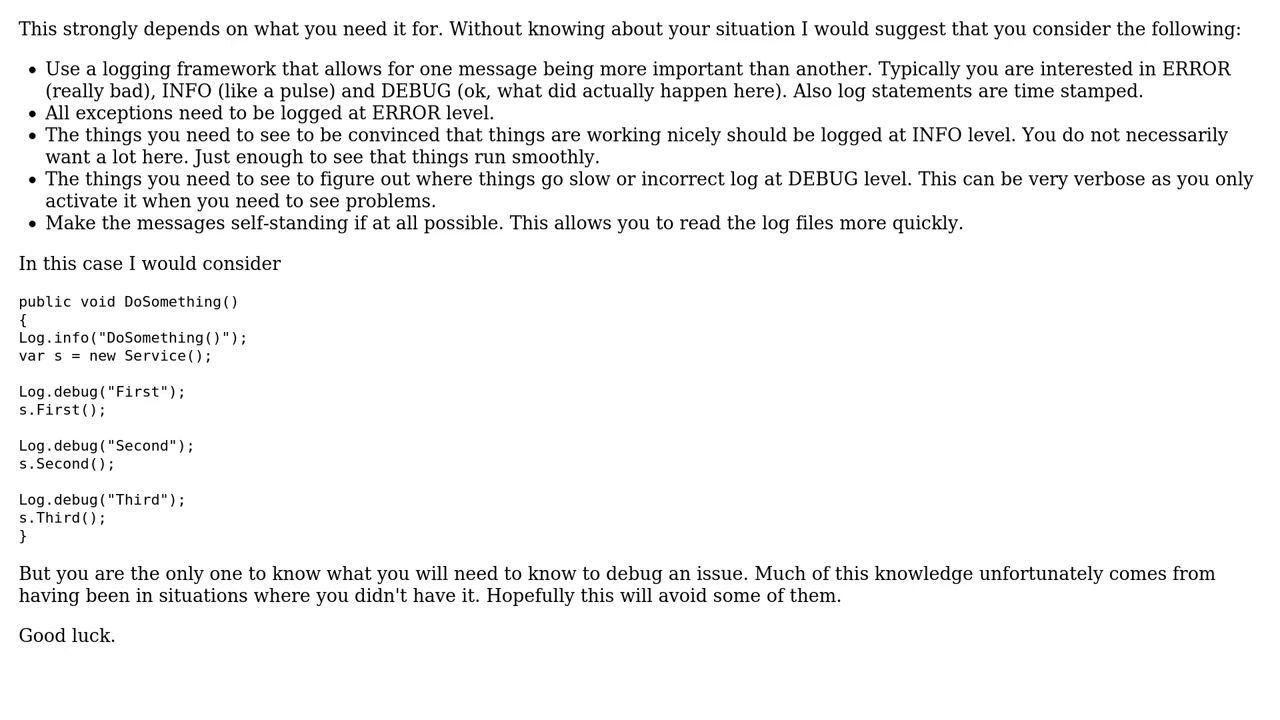 This strongly depends on what you need it for. Without knowing about your situation I would suggest that you consider the following:
• Use a logging framework that allows for one message being more important than another. Typically you are interested in ERROR
(really bad), INFO (like a pulse) and DEBUG (ok, what did actually happen here). Also log statements are time stamped.
• All exceptions need to be logged at ERROR level.
• The things you need to see to be convinced that things are working nicely should be logged at INFO level. You do not necessarily
want a lot here. Just enough to see that things run smoothly.
• The things you need to see to figure out where things go slow or incorrect log at DEBUG level. This can be very verbose as you only
activate it when you need to see problems.
• Make the messages self-standing if at all possible. This allows you to read the log files more quickly.
In this case I would consider
public void DoSomething()
{
Log.info("DoSomething()");
var s = new Service();
Log.debug("First");
s.First();
Log.debug("Second");
s.Second();
Log.debug("Third");
s.Third();
}
But you are the only one to know what you will need to know to debug an issue. Much of this knowledge unfortunately comes from
having been in situations where you didn't have it. Hopefully this will avoid some of them.
Good luck.